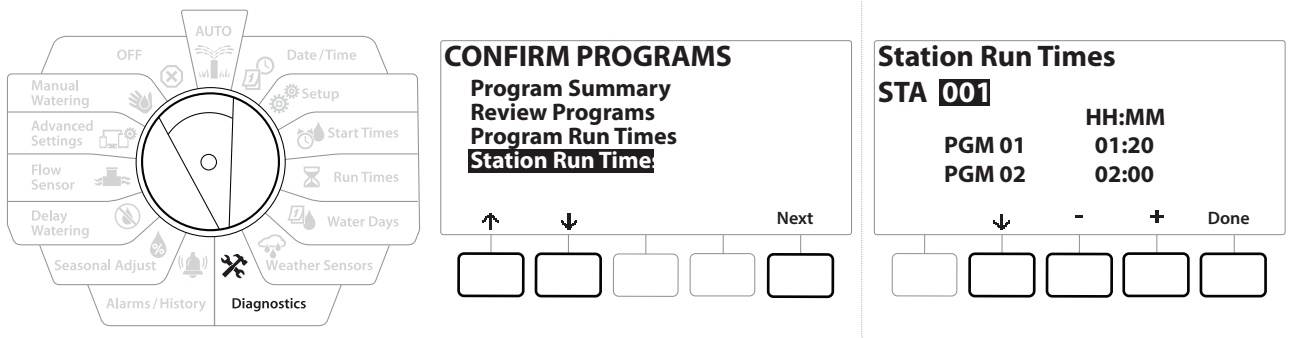 AUTO
OFF
Date/Time
Manual
Watering
Setup
Advanced
Settings
Start Times
Flow
Sensor
Run Times
Delay
Watering
Water Days
Seasonal Adjust
Weather Sensors
Alarms/History
Diagnostics
CONFIRM PROGRAMS
Program Summary
Review Programs
Program Run Times
Station Run Times
Next
Station Run Times
STA 001
HH:MM
PGM 01 01:20
PGM 02 02:00
- + Done